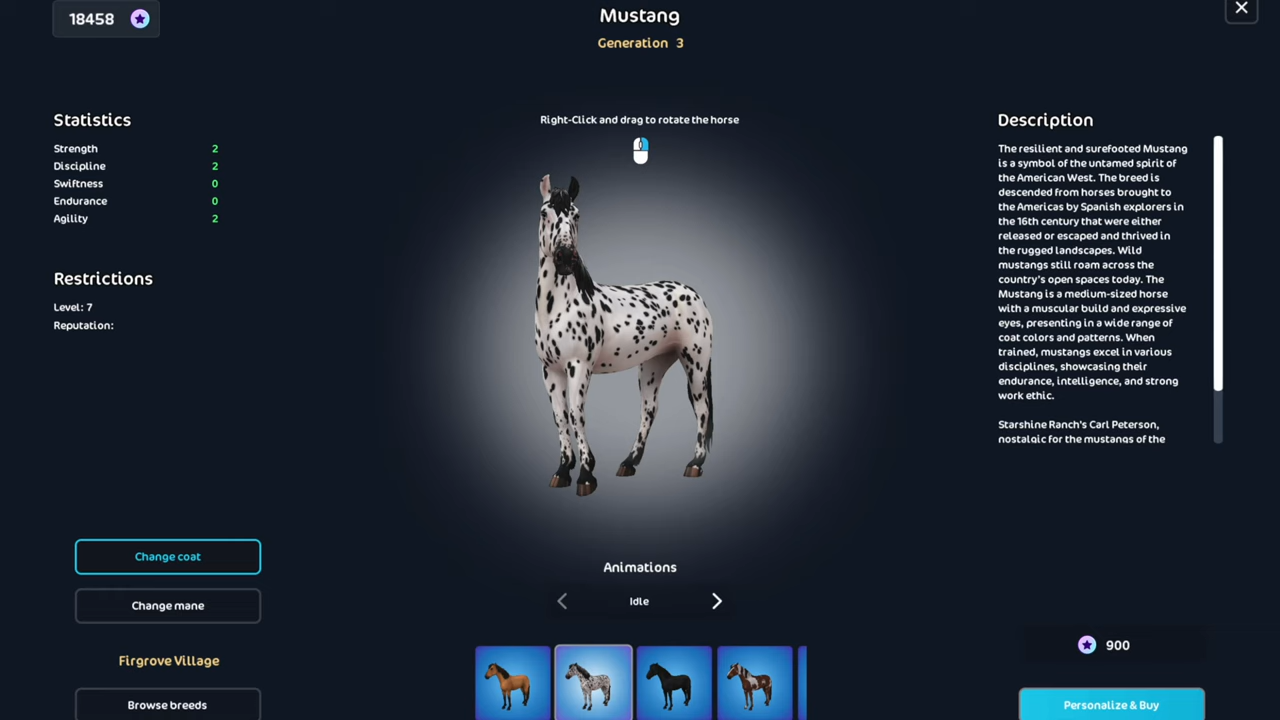 18458
Mustang
Generation 3
Statistics
Strength 2
Discipline 2
Swiftness 0
Endurance 0
Agility 2
Restrictions
Level: 7
Reputation:
Right-Click and drag to rotate the horse
Description
The resilient and surefooted Mustang
is a symbol of the untamed spirit of
the American West. The breed is
descended from horses brought to
the Americas by Spanish explorers in
the 16th century that were either
released or escaped and thrived in
the rugged landscapes. Wild
mustangs still roam across the
country's open spaces today. The
Mustang is a medium-sized horse
with a muscular build and expressive
eyes, presenting in a wide range of
coat colors and patterns. When
trained, mustangs excel in various
disciplines, showcasing their
endurance, intelligence, and strong
work ethic.
Starshine Ranch's Carl Peterson,
nostalgic for the mustangs of the
Change coat
Change mane
Firgrove Village
Browse breeds
Animations
Idle
900
Personalize & Buy